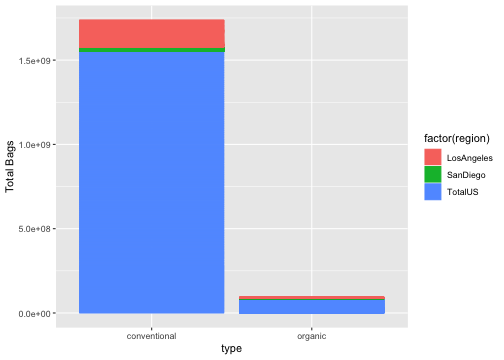 Total Bags
1.5e+09
1.0e+09
5.0e+08
0.0e+00
conventional
organic
type
factor(region)
LosAngeles
SanDiego
TotalUS